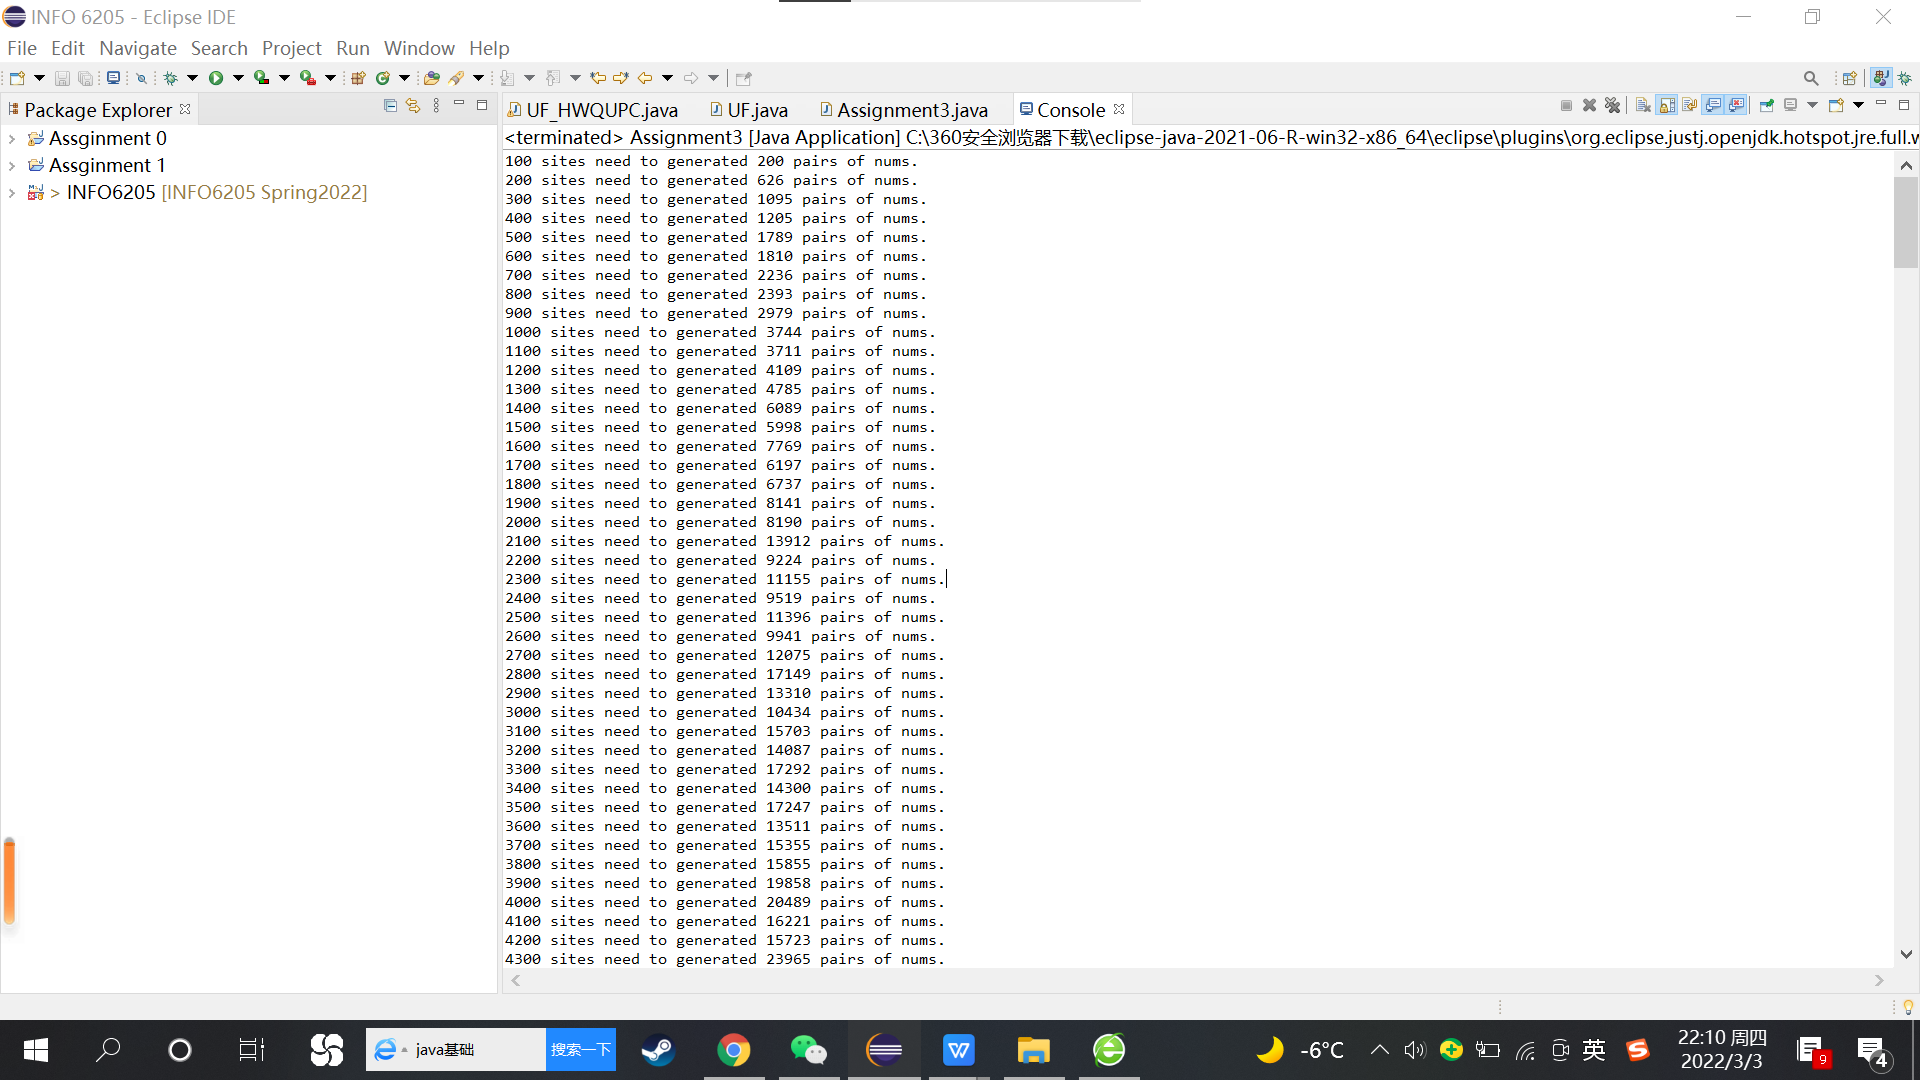 INFO 6205 - Eclipse IDE
File Edit Navigate Search Project Run Window Help
Package Explorer
UF_HWQUPC.java UF.java Assignment3.java Console
Assginment 0
Assginment 1
> INFO6205 [INFO6205 Spring2022]
<terminated> Assignment3 [Java Application] C:\360安全浏览器下载\eclipse-java-2021-06-R-win32-x86_64\eclipse\plugins\org.eclipse.justj.openjdk.hotspot.jre.full.w
100 sites need to generated 200 pairs of nums.
200 sites need to generated 626 pairs of nums.
300 sites need to generated 1095 pairs of nums.
400 sites need to generated 1205 pairs of nums.
500 sites need to generated 1789 pairs of nums.
600 sites need to generated 1810 pairs of nums.
700 sites need to generated 2236 pairs of nums.
800 sites need to generated 2393 pairs of nums.
900 sites need to generated 2979 pairs of nums.
1000 sites need to generated 3744 pairs of nums.
1100 sites need to generated 3711 pairs of nums.
1200 sites need to generated 4109 pairs of nums.
1300 sites need to generated 4785 pairs of nums.
1400 sites need to generated 6089 pairs of nums.
1500 sites need to generated 5998 pairs of nums.
1600 sites need to generated 7769 pairs of nums.
1700 sites need to generated 6197 pairs of nums.
1800 sites need to generated 6737 pairs of nums.
1900 sites need to generated 8141 pairs of nums.
2000 sites need to generated 8190 pairs of nums.
2100 sites need to generated 13912 pairs of nums.
2200 sites need to generated 9224 pairs of nums.
2300 sites need to generated 11155 pairs of nums.
2400 sites need to generated 9519 pairs of nums.
2500 sites need to generated 11396 pairs of nums.
2600 sites need to generated 9941 pairs of nums.
2700 sites need to generated 12075 pairs of nums.
2800 sites need to generated 17149 pairs of nums.
2900 sites need to generated 13310 pairs of nums.
3000 sites need to generated 10434 pairs of nums.
3100 sites need to generated 15703 pairs of nums.
3200 sites need to generated 14087 pairs of nums.
3300 sites need to generated 17292 pairs of nums.
3400 sites need to generated 14300 pairs of nums.
3500 sites need to generated 17247 pairs of nums.
3600 sites need to generated 13511 pairs of nums.
3700 sites need to generated 15355 pairs of nums.
3800 sites need to generated 15855 pairs of nums.
3900 sites need to generated 19858 pairs of nums.
4000 sites need to generated 20489 pairs of nums.
4100 sites need to generated 16221 pairs of nums.
4200 sites need to generated 15723 pairs of nums.
4300 sites need to generated 23965 pairs of nums.
java基础 搜索一下
-6°C 英 22:10 周四
2022/3/3
9
4